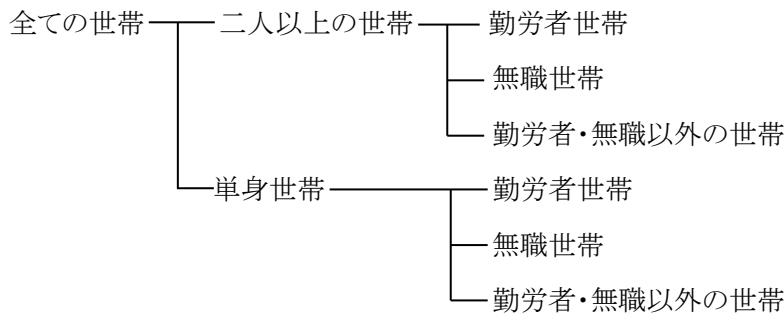 全ての世帯 二人以上の世帯 勤労者世帯
無職世帯
勤労者・無職以外の世帯
単身世帯 勤労者世帯
無職世帯
勤労者・無職以外の世帯